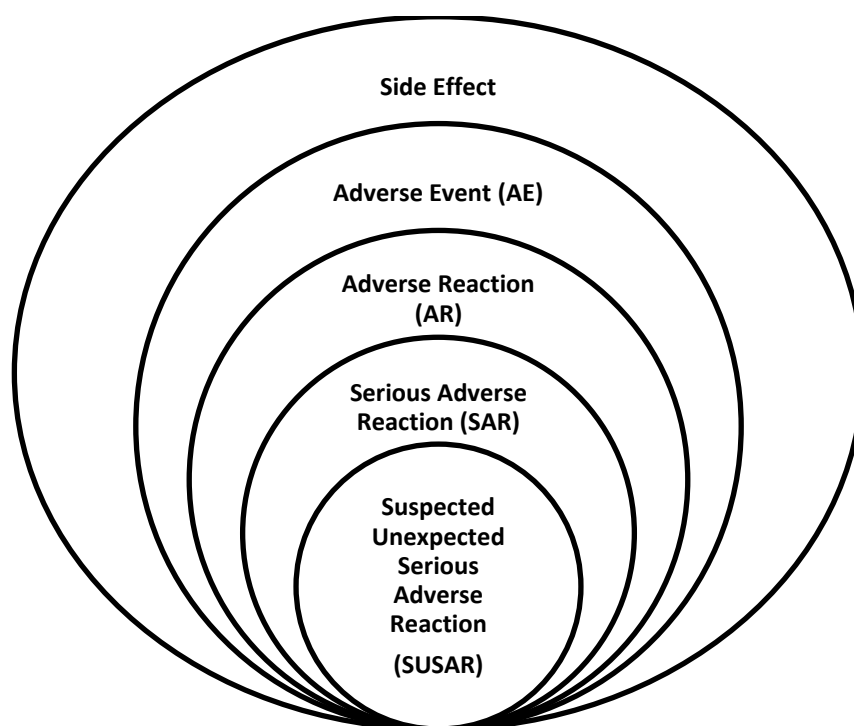 Side Effect
Adverse Event (AE)
Adverse Reaction
(AR)
Serious Adverse
Reaction (SAR)
Suspected
Unexpected
Serious
Adverse
Reaction
(SUSAR)